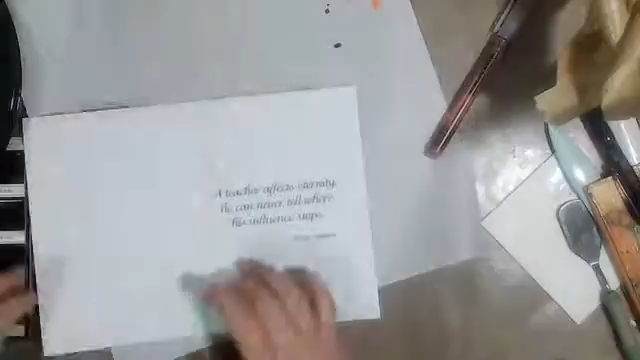 A teacher affects eternity,
he can never tell where
his influence stops.